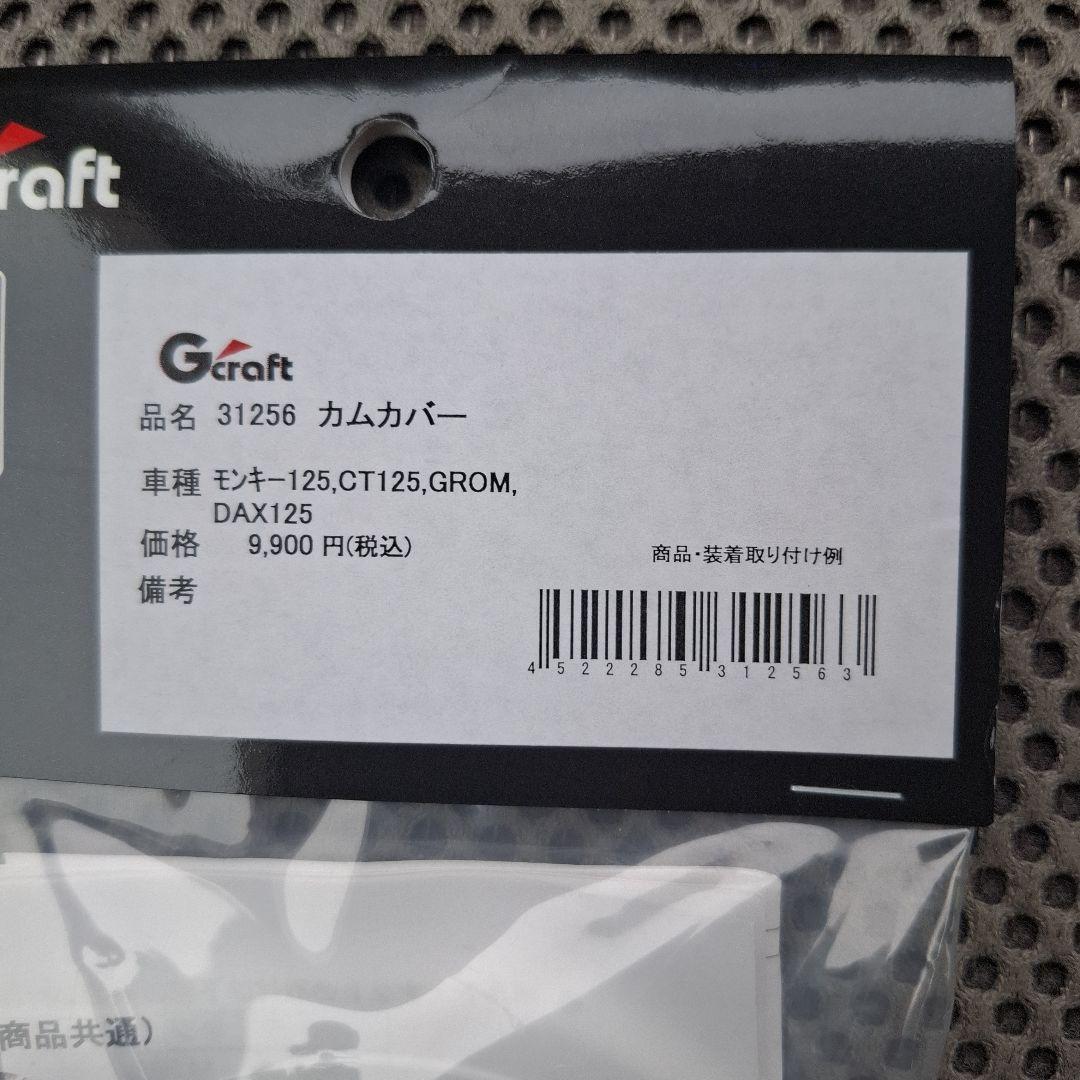 raft
Gcraft
品名 31256 カムカバー
車種 モンキー125,CT125,GROM,
DAX125
価格 9,900 円(税込)
備考
商品・装着取り付け例
4 522285 312563
商品共通)